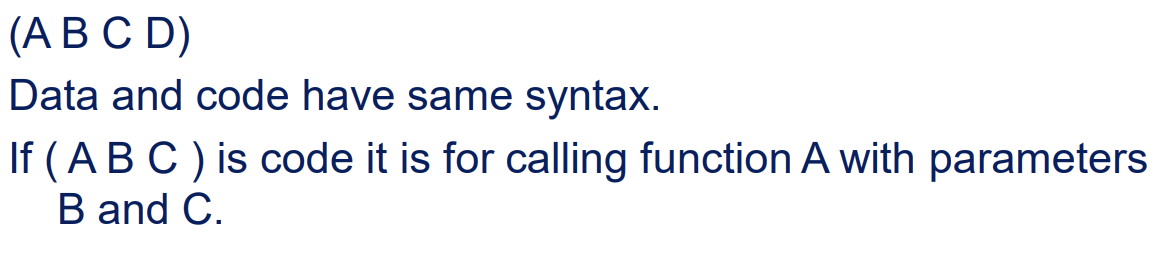 (A B C D)
Data and code have same syntax.
If ( A B C ) is code it is for calling function A with parameters
B and C.